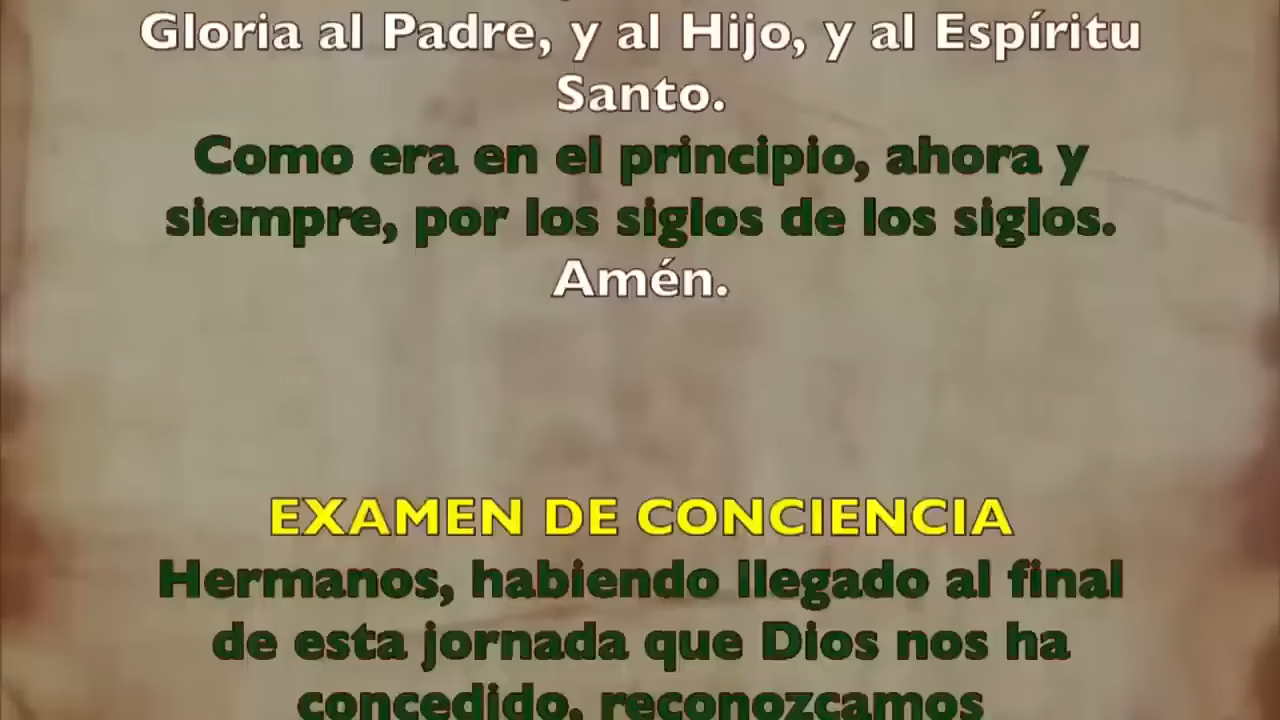 Gloria al Padre, y al Hijo, y al Espíritu
Santo.
Como era en el principio, ahora y
siempre, por los siglos de los siglos.
Amén.
EXAMEN DE CONCIENCIA
Hermanos, habiendo llegado al final
de esta jornada que Dios nos ha
concedido, reconozcamos